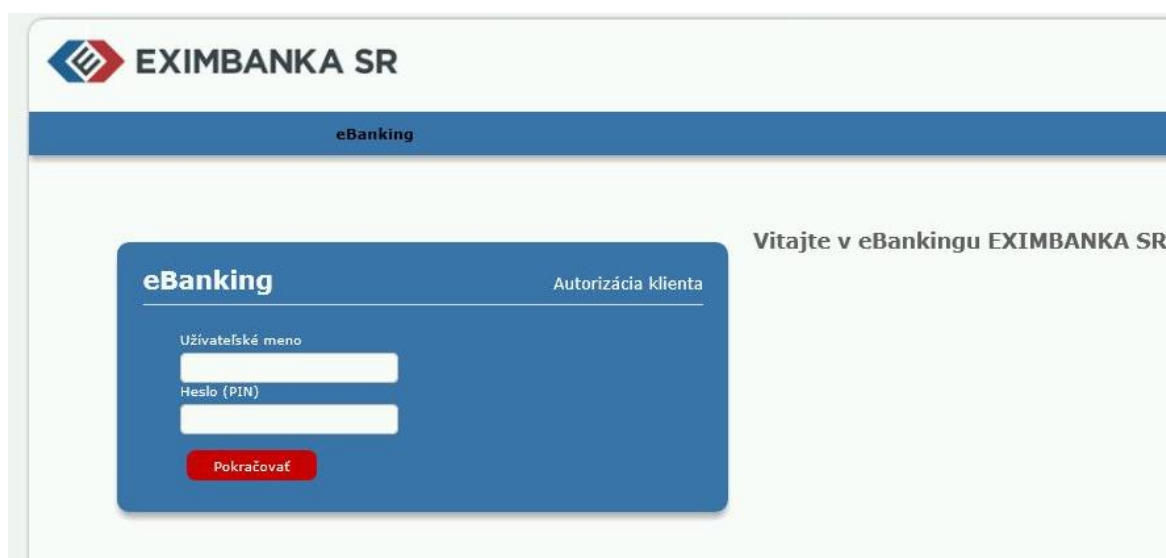 EXIMBANKA SR
eBanking
Vitajte v eBankingu EXIMBANKA SR
eBanking
Autorizácia klienta
Užívateľské meno
Heslo (PIN)
Pokračovať